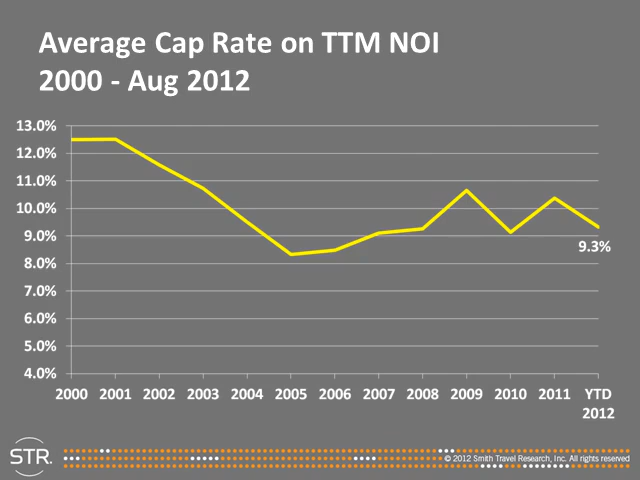 Average Cap Rate on TTM NOI
2000 - Aug 2012
13.0%
12.0%
11.0%
10.0%
9.0%
8.0%
7.0%
6.0%
5.0%
4.0%
9.3%
2000 2001 2002 2003 2004 2005 2006 2007 2008 2009 2010 2011 YTD
2012
STR.
© 2012 Smith Travel Research, Inc. All rights reserved